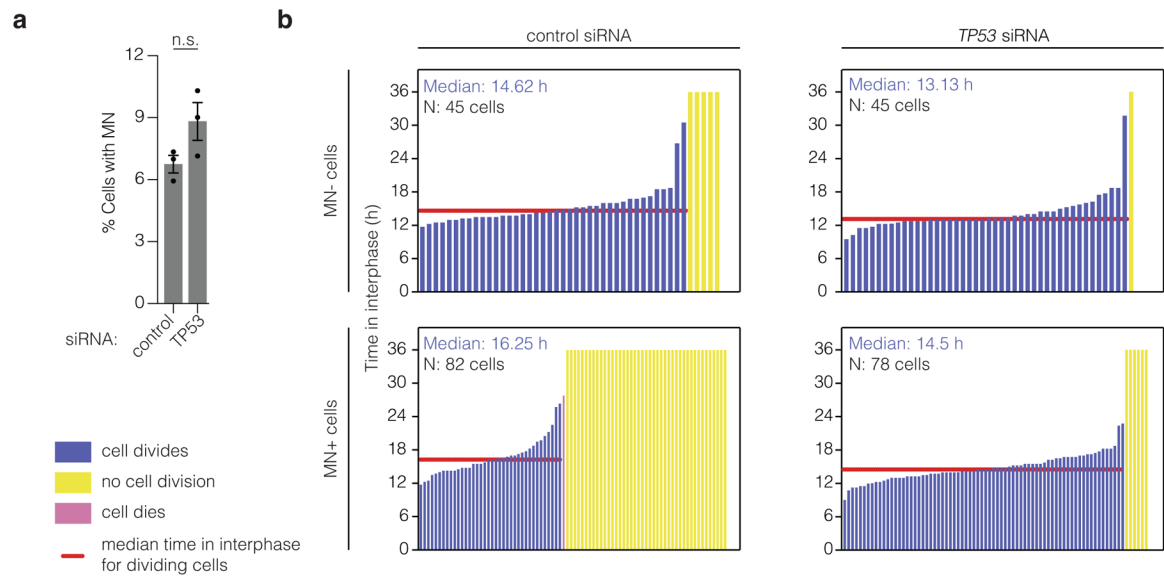 a
n.s.
12
9
6
3
0
% Cells with MN
siRNA:
control
TP53
cell divides
no cell division
cell dies
median time in interphase
for dividing cells
b
control siRNA
TP53 siRNA
MN- cells
MN+ cells
Time in interphase (h)
Median: 14.62 h
N: 45 cells
36
30
24
18
12
6
0
Median: 13.13 h
N: 45 cells
36
30
24
18
12
6
0
Median: 16.25 h
N: 82 cells
36
30
24
18
12
6
0
Median: 14.5 h
N: 78 cells
36
30
24
18
12
6
0